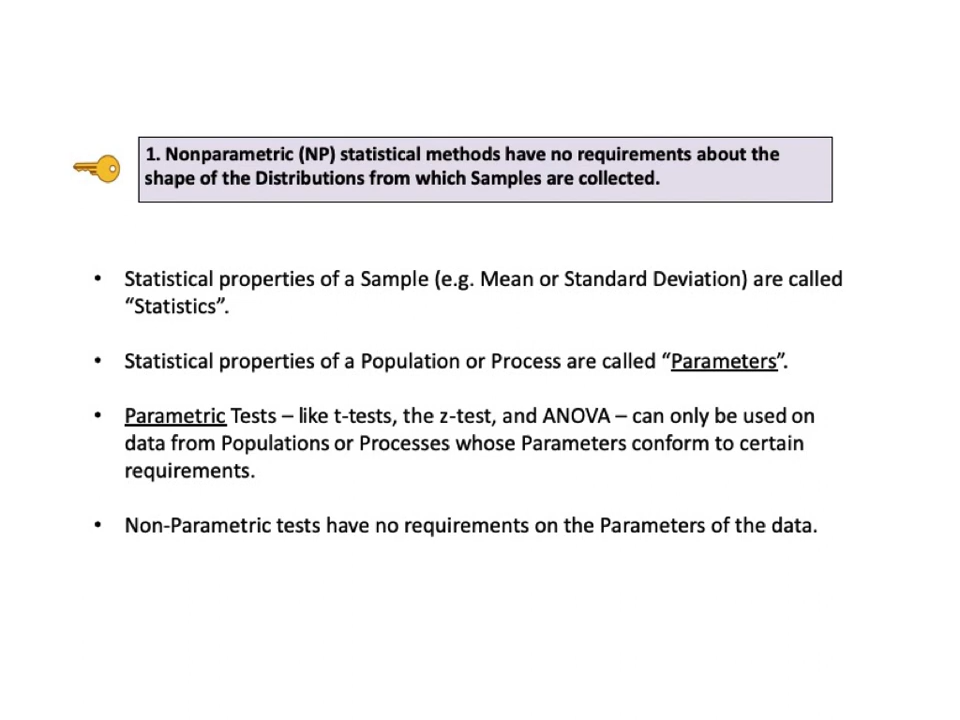 1. Nonparametric (NP) statistical methods have no requirements about the
shape of the Distributions from which Samples are collected.
• Statistical properties of a Sample (e.g. Mean or Standard Deviation) are called
“Statistics”.
• Statistical properties of a Population or Process are called “Parameters”.
• Parametric Tests – like t-tests, the z-test, and ANOVA – can only be used on
data from Populations or Processes whose Parameters conform to certain
requirements.
• Non-Parametric tests have no requirements on the Parameters of the data.